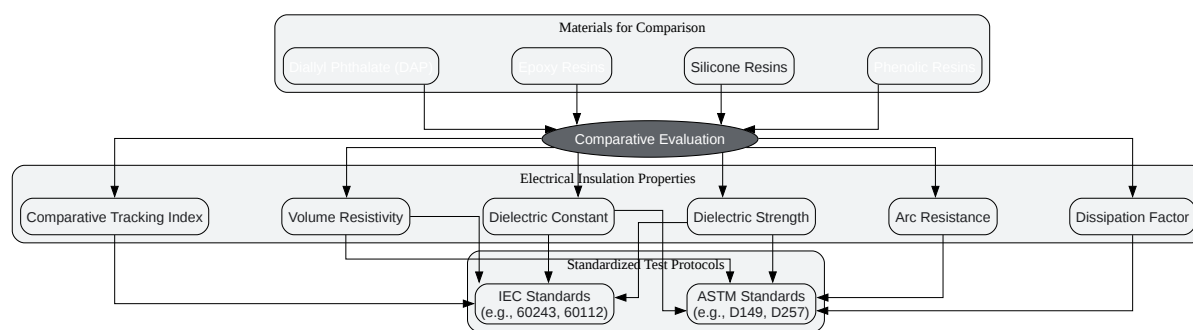 Materials for Comparison
Diallyl Phthalate (DAP)
Epoxy Resins
Silicone Resins
Phenolic Resins
Comparative Evaluation
Electrical Insulation Properties
Comparative Tracking Index
Volume Resistivity
Dielectric Constant
Dielectric Strength
Arc Resistance
Dissipation Factor
Standardized Test Protocols
IEC Standards
(e.g., 60243, 60112)
ASTM Standards
(e.g., D149, D257)